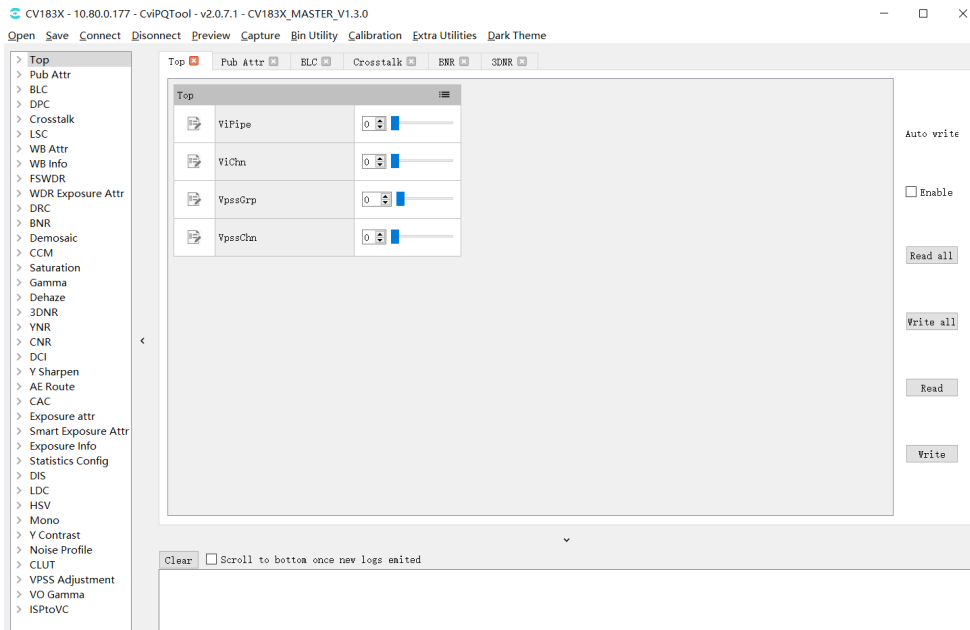 CV183X - 10.80.0.177 - CviPQTool - v2.0.7.1 - CV183X_MASTER_V1.3.0
Open Save Connect Disconnect Preview Capture Bin Utility Calibration Extra Utilities Dark Theme
Top
Pub Attr
BLC
DPC
Crosstalk
LSC
WB Attr
WB Info
FSWDR
WDR Exposure Attr
DRC
BNR
Demosaic
CCM
Saturation
Gamma
Dehaze
3DNR
YNR
CNR
DCI
Y Sharpen
AE Route
CAC
Exposure attr
Smart Exposure Attr
Exposure Info
Statistics Config
DIS
LDC
HSV
Mono
Y Contrast
Noise Profile
CLUT
VPSS Adjustment
VO Gamma
ISPtoVC
Top Pub Attr BLC Crosstalk BNR 3DNR
Top
ViPipe 0
ViChn 0
VpssGrp 0
VpssChn 0
Auto write
Enable
Read all
Write all
Read
Write
Clear Scroll to bottom once new logs emited